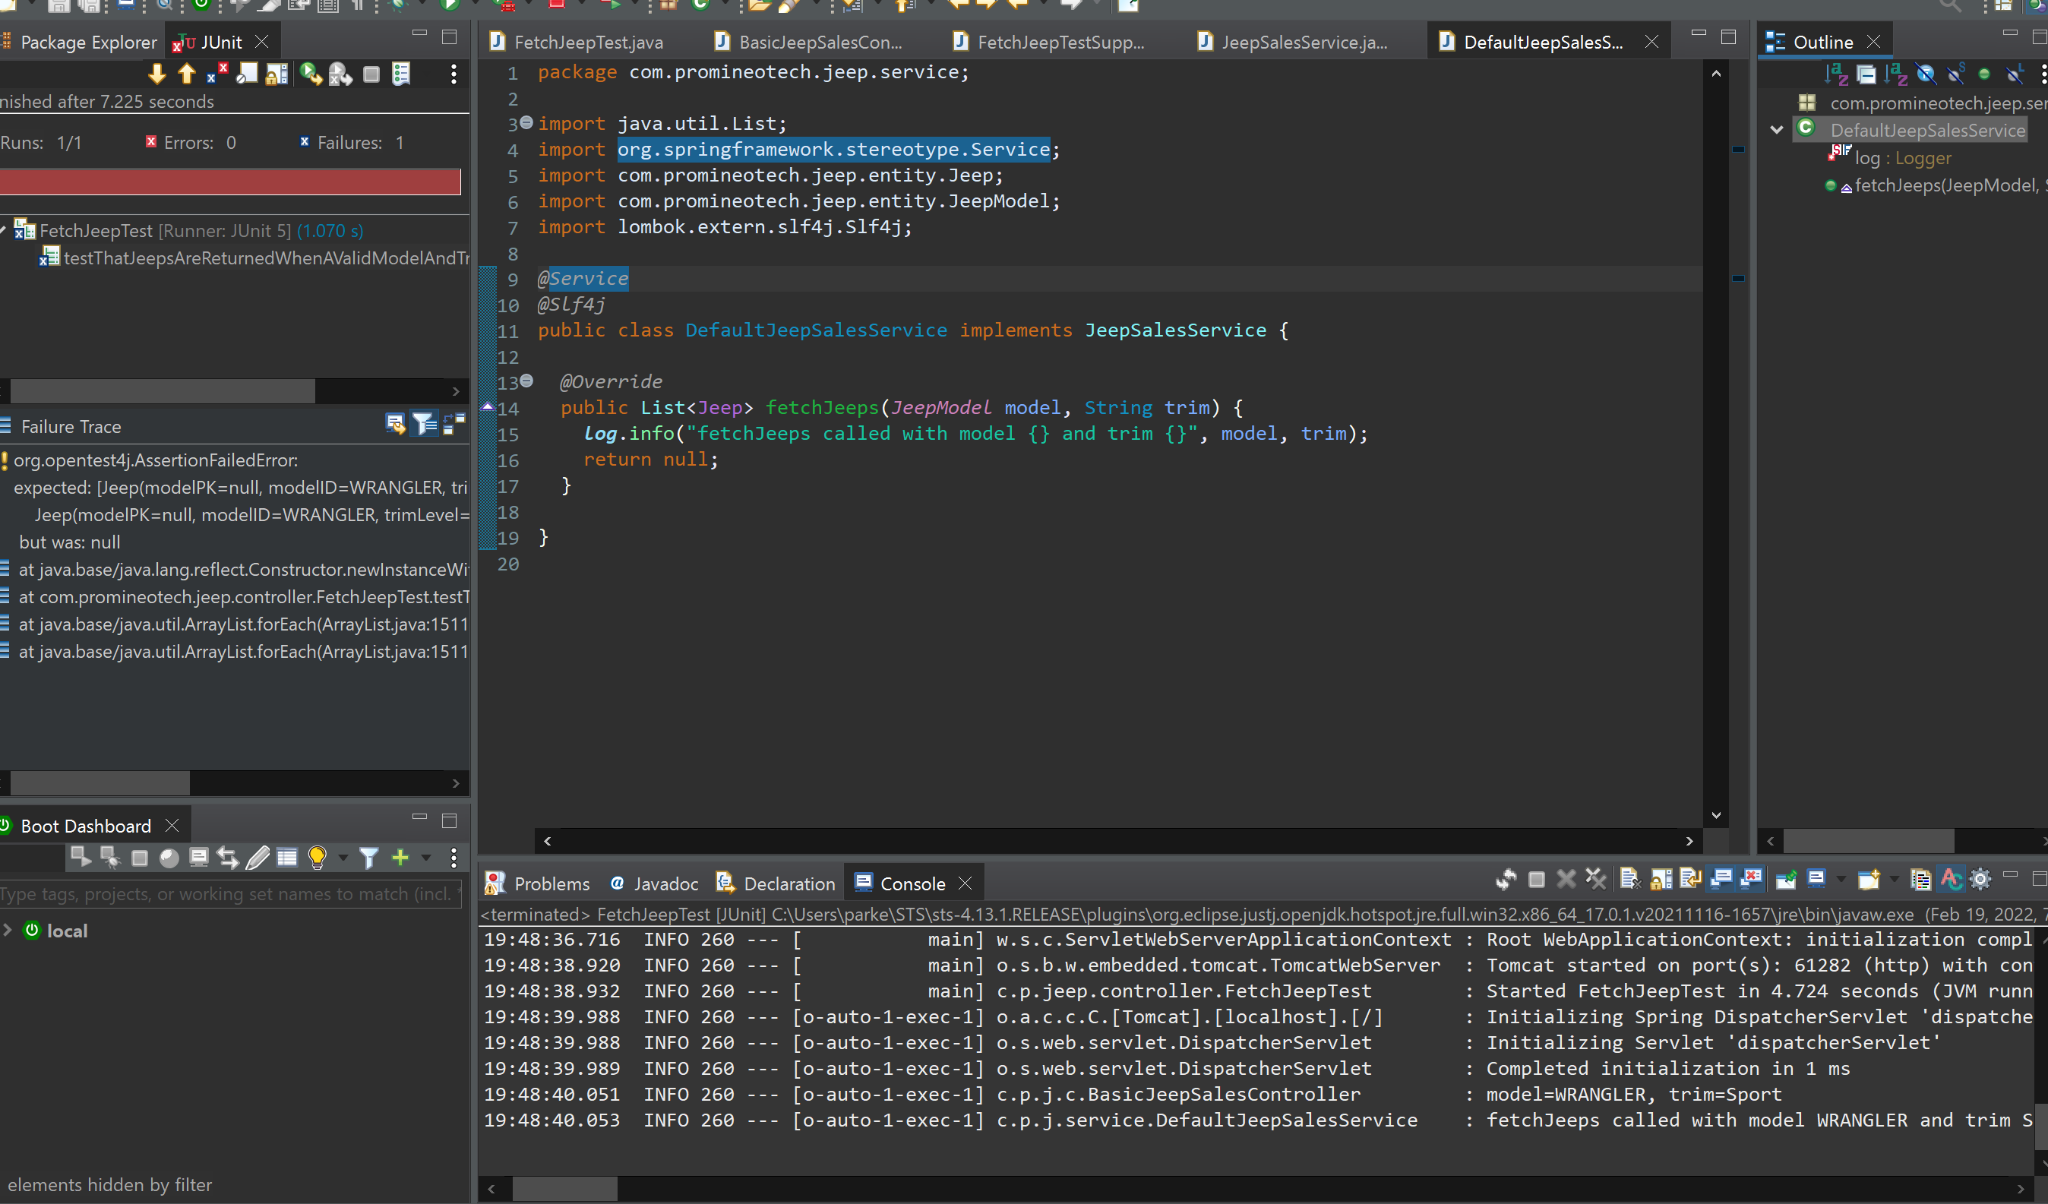 Package Explorer
JUnit
nished after 7.225 seconds
Runs: 1/1
Errors: 0
Failures: 1
FetchJeepTest [Runner: JUnit 5] (1.070 s)
testThatJeepsAreReturnedWhenAValidModelAndTr
Failure Trace
org.opentest4j.AssertionFailedError:
expected: [Jeep(modelPK=null, modelID=WRANGLER, tri
Jeep(modelPK=null, modelID=WRANGLER, trimLevel=
but was: null
at java.base/java.lang.reflect.Constructor.newInstanceWi
at com.promineotech.jeep.controller.FetchJeepTest.testT
at java.base/java.util.ArrayList.forEach(ArrayList.java:1511
at java.base/java.util.ArrayList.forEach(ArrayList.java:1511
Boot Dashboard
Type tags, projects, or working set names to match (incl. *
local
elements hidden by filter
FetchJeepTest.java
BasicJeepSalesCon...
FetchJeepTestSupp...
JeepSalesService.ja...
DefaultJeepSalesS...
1 package com.promineotech.jeep.service;
2
3 import java.util.List;
4 import org.springframework.stereotype.Service;
5 import com.promineotech.jeep.entity.Jeep;
6 import com.promineotech.jeep.entity.JeepModel;
7 import lombok.extern.slf4j.Slf4j;
8
9 @Service
10 @Slf4j
11 public class DefaultJeepSalesService implements JeepSalesService {
12
13 @Override
14 public List<Jeep> fetchJeeps(JeepModel model, String trim) {
15 log.info("fetchJeeps called with model {} and trim {}", model, trim);
16 return null;
17 }
18
19 }
20
Outline
com.promineotech.jeep.ser
DefaultJeepSalesService
log : Logger
fetchJeeps(JeepModel, S
Problems
Javadoc
Declaration
Console
<terminated> FetchJeepTest [JUnit] C:\Users\parke\STS\sts-4.13.1.RELEASE\plugins\org.eclipse.justj.openjdk.hotspot.jre.full.win32.x86_64_17.0.1.v20211116-1657\jre\bin\javaw.exe (Feb 19, 2022, 7
19:48:36.716 INFO 260 --- [ main] w.s.c.ServletWebServerApplicationContext : Root WebApplicationContext: initialization compl
19:48:38.920 INFO 260 --- [ main] o.s.b.w.embedded.tomcat.TomcatWebServer : Tomcat started on port(s): 61282 (http) with con
19:48:38.932 INFO 260 --- [ main] c.p.jeep.controller.FetchJeepTest : Started FetchJeepTest in 4.724 seconds (JVM runn
19:48:39.988 INFO 260 --- [o-auto-1-exec-1] o.a.c.c.C.[Tomcat].[localhost].[/] : Initializing Spring DispatcherServlet 'dispatche
19:48:39.988 INFO 260 --- [o-auto-1-exec-1] o.s.web.servlet.DispatcherServlet : Initializing Servlet 'dispatcherServlet'
19:48:39.989 INFO 260 --- [o-auto-1-exec-1] o.s.web.servlet.DispatcherServlet : Completed initialization in 1 ms
19:48:40.051 INFO 260 --- [o-auto-1-exec-1] c.p.j.c.BasicJeepSalesController : model=WRANGLER, trim=Sport
19:48:40.053 INFO 260 --- [o-auto-1-exec-1] c.p.j.service.DefaultJeepSalesService : fetchJeeps called with model WRANGLER and trim S